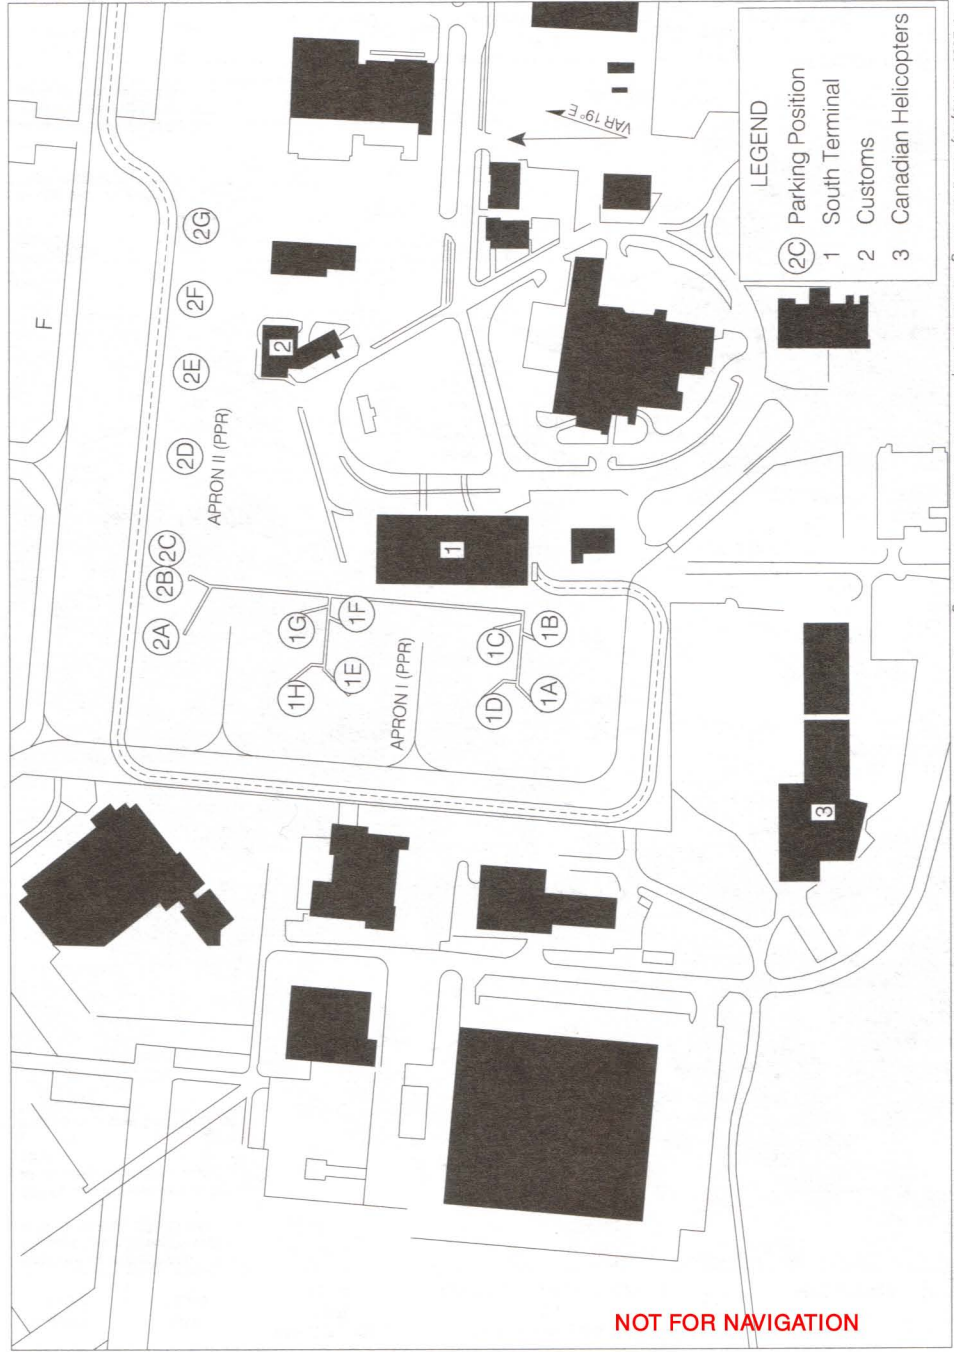 F
2G
2F
2E
2D
2C
2B
2A
APRON II (PPR)
2
1G
1F
1H
1E
APRON I (PPR)
1
1C
1B
1D
1A
3
VAR 19° E
LEGEND
2C Parking Position
1 South Terminal
2 Customs
3 Canadian Helicopters
NOT FOR NAVIGATION